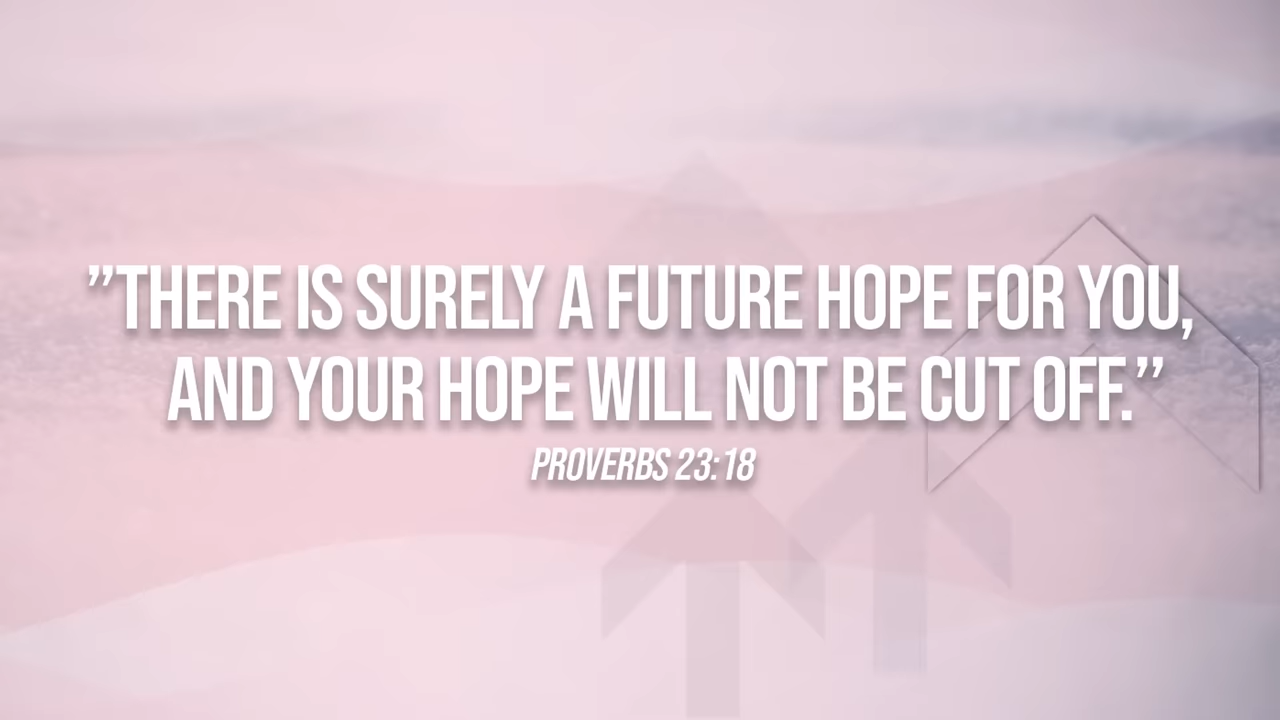 ”THERE IS SURELY A FUTURE HOPE FOR YOU,
AND YOUR HOPE WILL NOT BE CUT OFF.”
PROVERBS 23:18